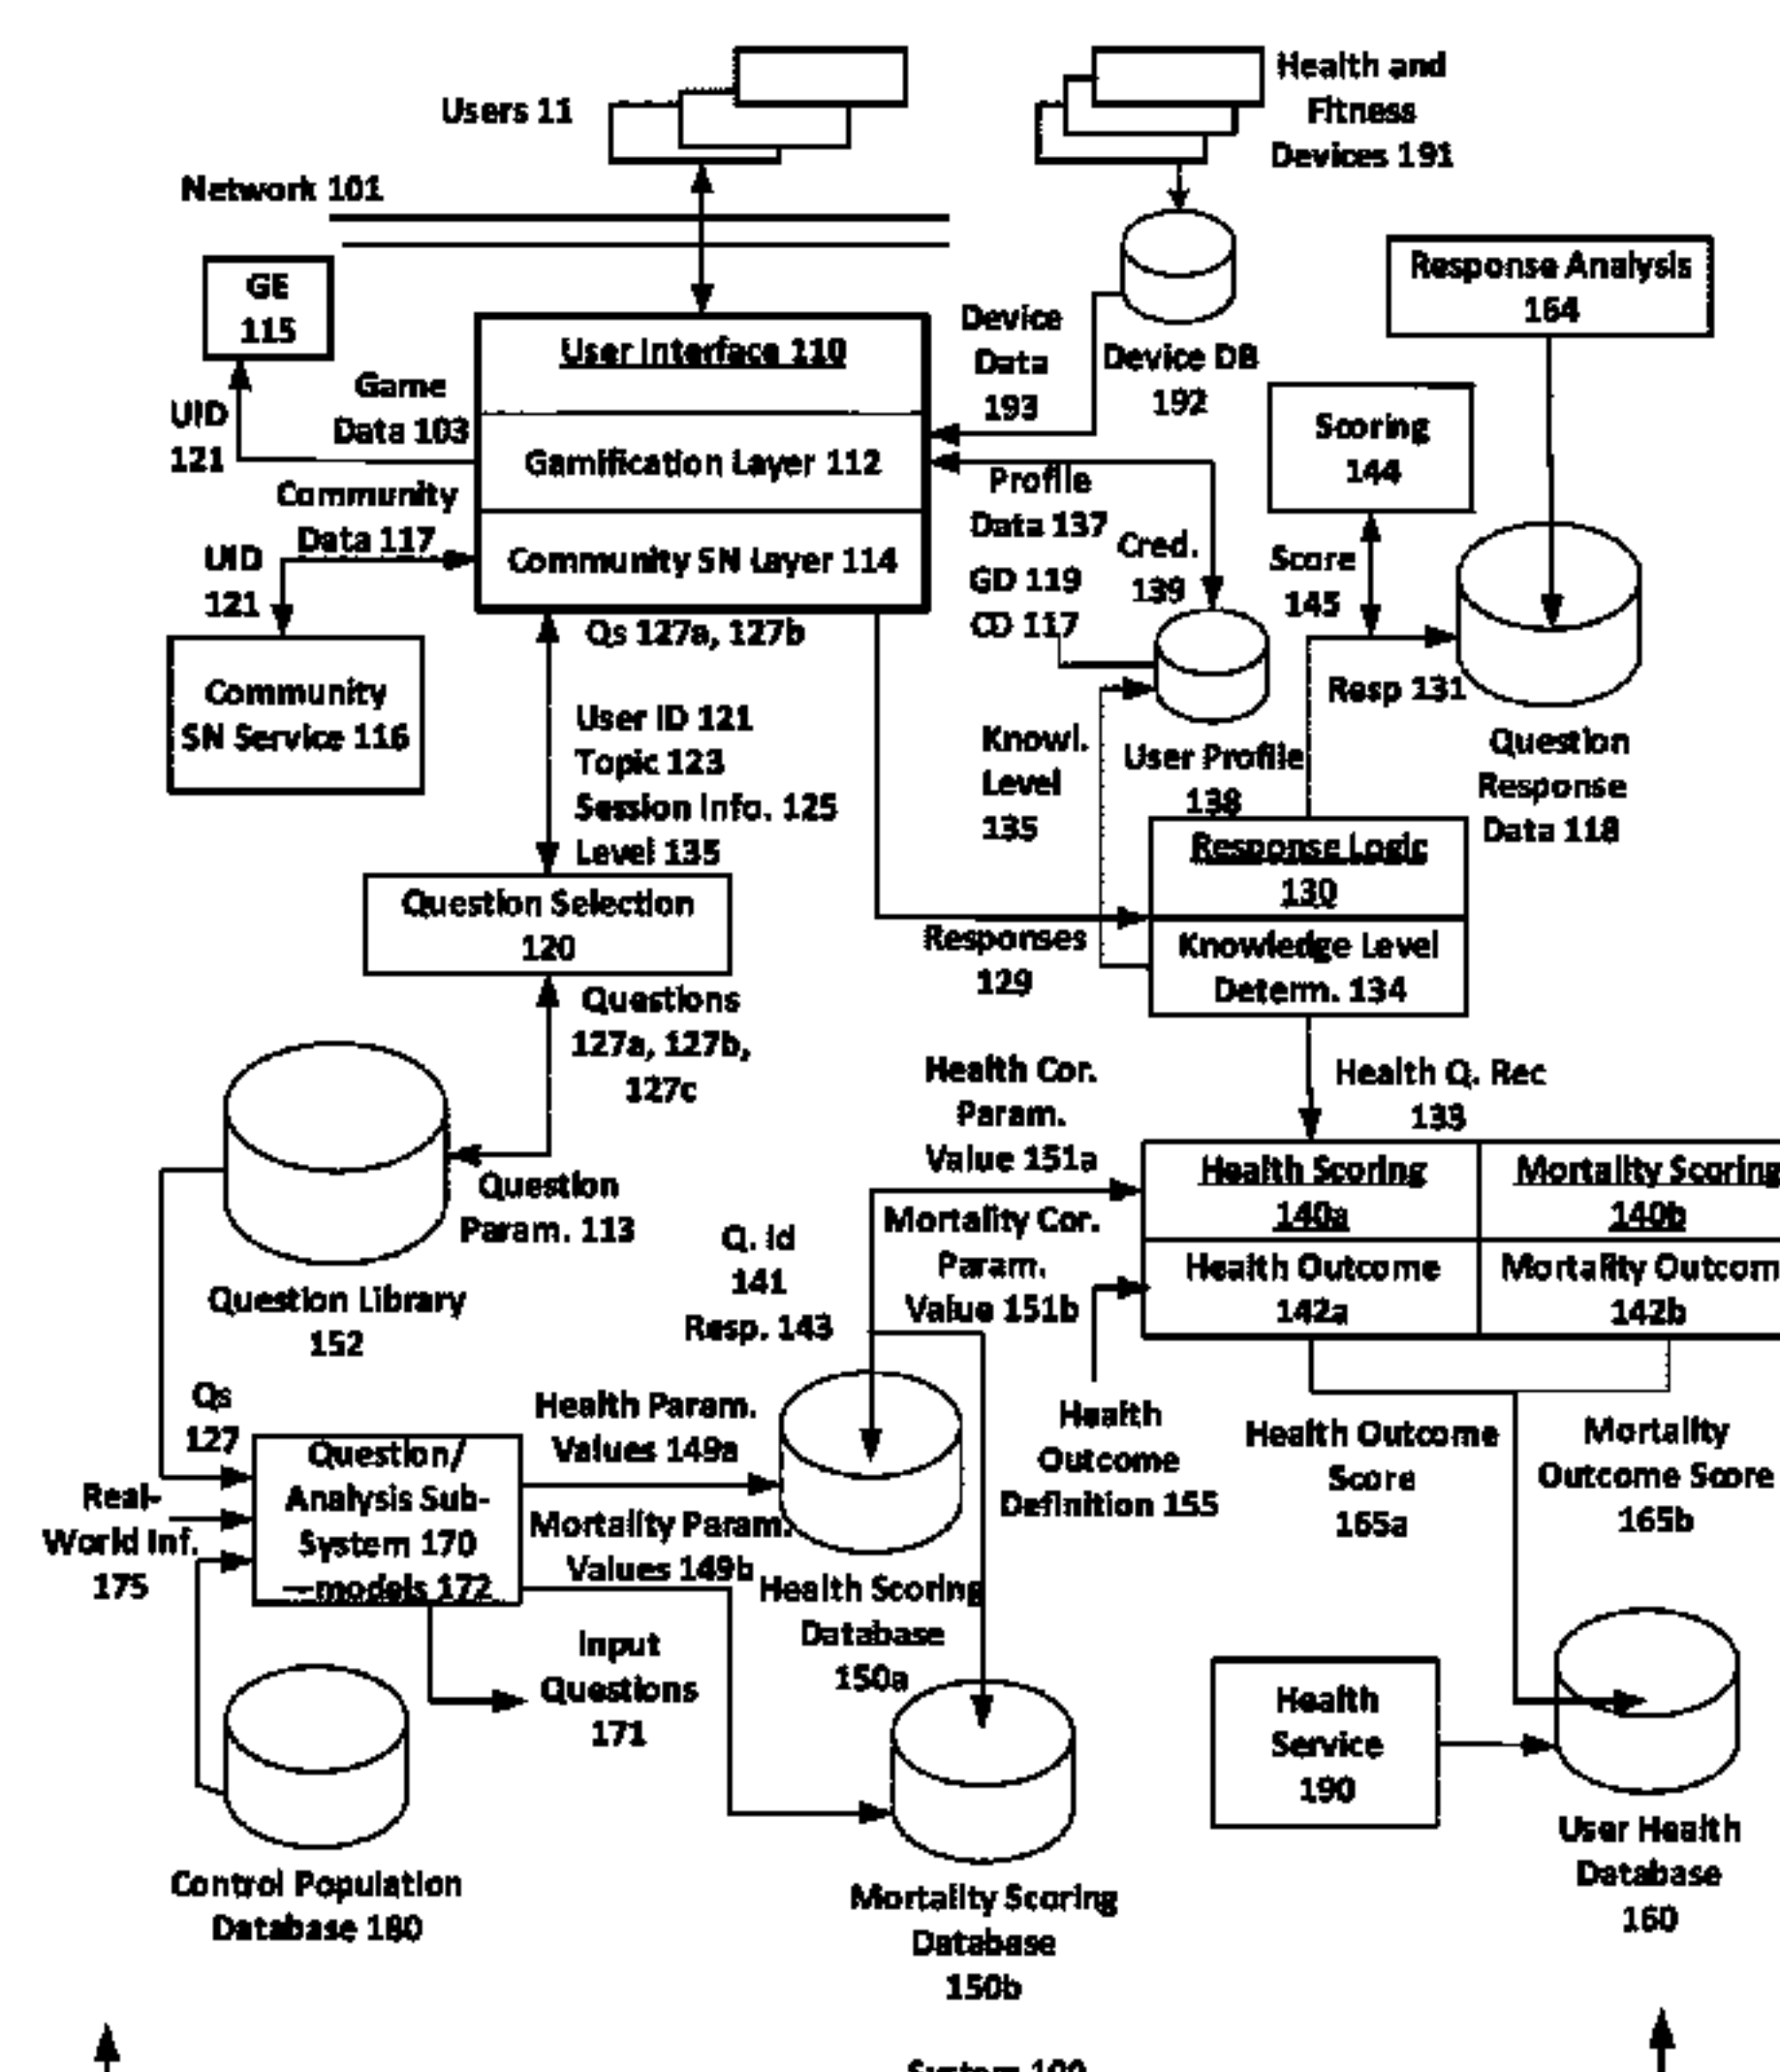 Users 11
Health and
Fitness
Devices 191
Network 101
GE
115
User Interface 110
Gamification Layer 112
Community SN Layer 114
Game
Data 103
UID
121
Community
Data 117
UID
121
Community
SN Service 116
Device
Data
193
Device DB
192
Response Analysis
164
Scoring
144
Score
145
Profile
Data 137
GD 119
CD 117
Cred.
139
Resp 131
User Profile
138
Question
Response
Data 118
Qs 127a, 127b
User ID 121
Topic 123
Session Info. 125
Level 135
Knowl.
Level
135
Response Logic
130
Knowledge Level
Determ. 134
Responses
129
Question Selection
120
Questions
127a, 127b,
127c
Question
Param. 113
Question Library
152
Health Cor.
Param.
Value 151a
Health Q. Rec
133
Health Scoring
140a
Mortality Scoring
140b
Health Outcome
142a
Mortality Outcom
142b
Mortality Cor.
Param.
Value 151b
Q. Id
141
Resp. 143
Qs
127
Real-
World Inf.
175
Question/
Analysis Sub-
System 170
—models 172
Health Param.
Values 149a
Mortality Param.
Values 149b
Health Scoring
Database
150a
Health
Outcome
Definition 155
Health Outcome
Score
165a
Mortality
Outcome Score
165b
Input
Questions
171
Control Population
Database 180
Mortality Scoring
Database
150b
Health
Service
190
User Health
Database
160